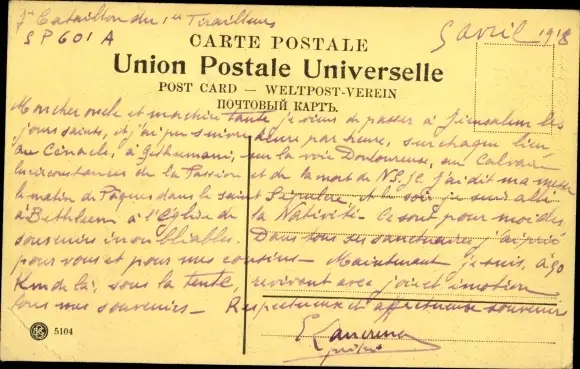 7e Bataillon du 1er Tirailleurs
SP 601 A
5 avril 1918
CARTE POSTALE
Union Postale Universelle
POST CARD — WELTPOST-VEREIN
ПОЧТОВЫЙ КАРТЪ.
Mon cher oncle et ma chère tante, je viens de passer à Jérusalem les
jours saints, et j'ai pu suivre heure par heure, sur chaque lieu
au Cénacle, à Gethsemani, sur la voie Douloureuse, au Calvaire
les circonstances de la Passion et de la mort de N.S. J.C. j'ai dit ma messe
le matin de Pâques dans le saint Sépulcre, et le soir je suis allé
à Bethléem à l'Eglise de la Nativité. Ce sont pour moi des
souvenirs inoubliables. Dans tous ces sanctuaires j'ai prié
pour vous et pour mes cousins. Maintenant je suis, à 90
Km de là, sous la tente, revivant avec joie et émotion
tous mes souvenirs — Respectueux et affectueux souvenirs
5104